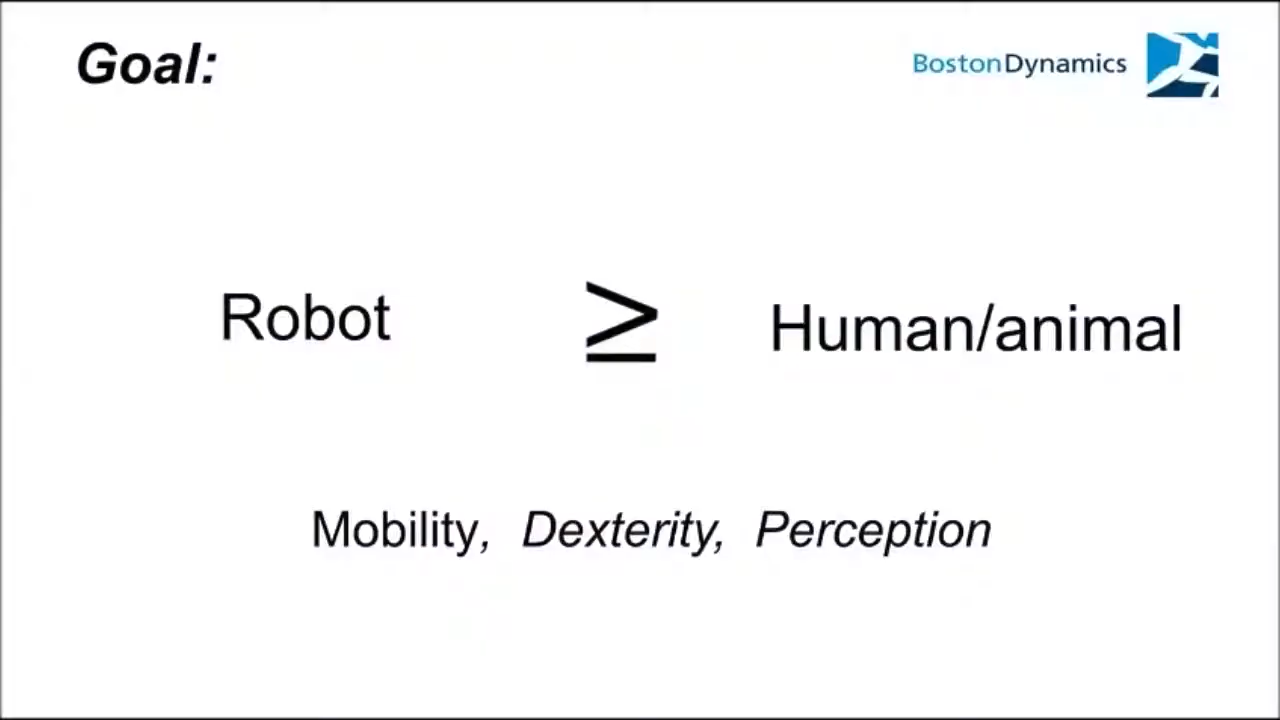 Goal:
BostonDynamics
Robot ≥ Human/animal
Mobility, Dexterity, Perception